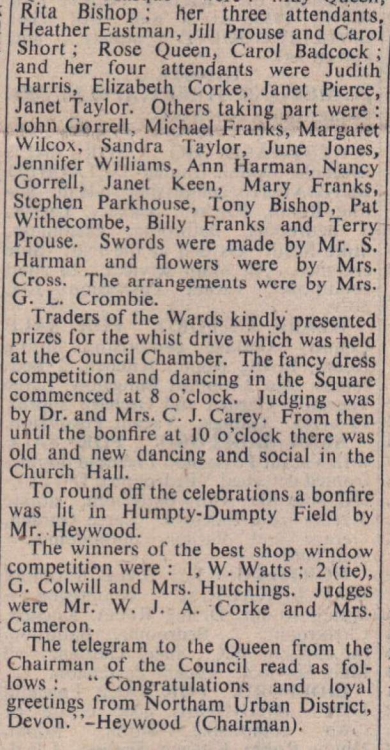 Rita Bishop ; her three attendants,
Heather Eastman, Jill Prouse and Carol
Short ; Rose Queen, Carol Badcock ;
and her four attendants were Judith
Harris, Elizabeth Corke, Janet Pierce,
Janet Taylor. Others taking part were :
John Gorrell, Michael Franks, Margaret
Wilcox, Sandra Taylor, June Jones,
Jennifer Williams, Ann Harman, Nancy
Gorrell, Janet Keen, Mary Franks,
Stephen Parkhouse, Tony Bishop, Pat
Withecombe, Billy Franks and Terry
Prouse. Swords were made by Mr. S.
Harman and flowers were by Mrs.
Cross. The arrangements were by Mrs.
G. L. Crombie.
Traders of the Wards kindly presented
prizes for the whist drive which was held
at the Council Chamber. The fancy dress
competition and dancing in the Square
commenced at 8 o'clock. Judging was
by Dr. and Mrs. C. J. Carey. From then
until the bonfire at 10 o'clock there was
old and new dancing and social in the
Church Hall.
To round off the celebrations a bonfire
was lit in Humpty-Dumpty Field by
Mr. Heywood.
The winners of the best shop window
competition were : 1, W. Watts ; 2 (tie),
G. Colwill and Mrs. Hutchings. Judges
were Mr. W. J. A. Corke and Mrs.
Cameron.
The telegram to the Queen from the
Chairman of the Council read as fol-
lows : " Congratulations and loyal
greetings from Northam Urban District,
Devon."-Heywood (Chairman).